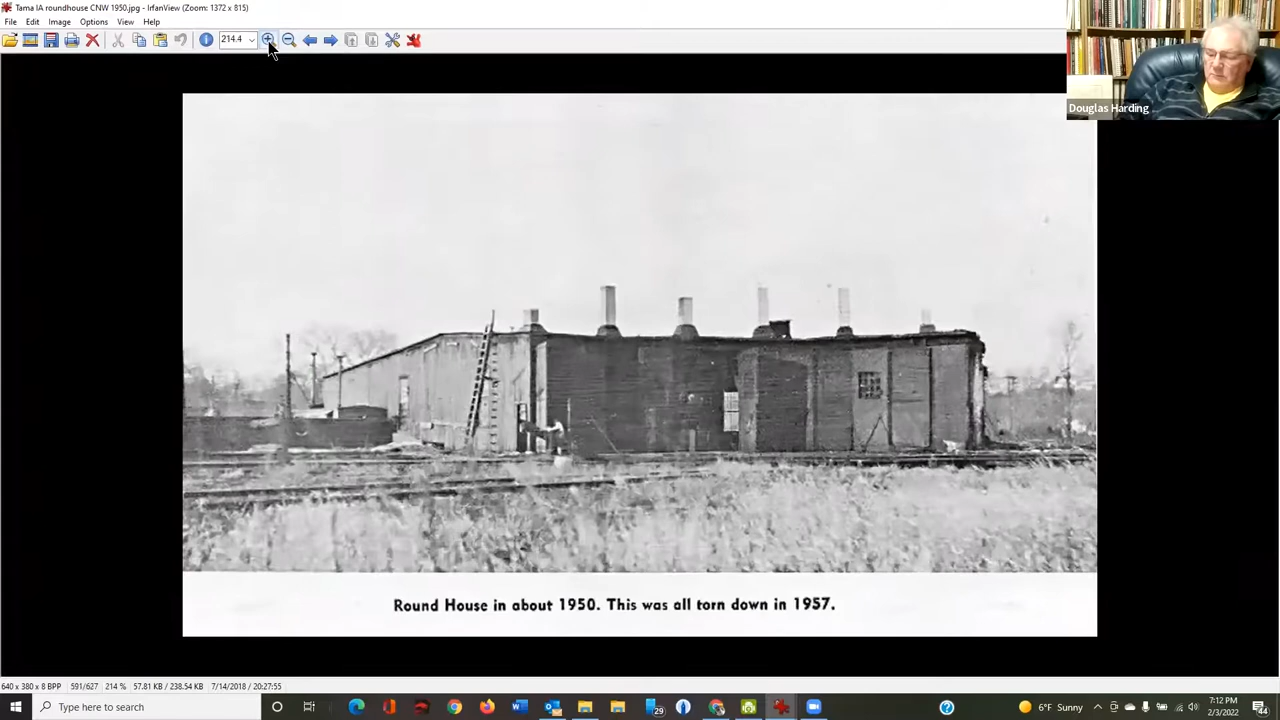 Tama IA roundhouse CNW 1950.jpg - IrfanView (Zoom: 1372 x 815)
File Edit Image Options View Help
214.4
Douglas Harding
Round House in about 1950. This was all torn down in 1957.
640 x 380 x 8 BPP 591/627 214 % 57.81 KB / 238.54 KB 7/14/2018 / 20:27:55
Type here to search
29
6°F Sunny
7:12 PM
2/3/2022
44